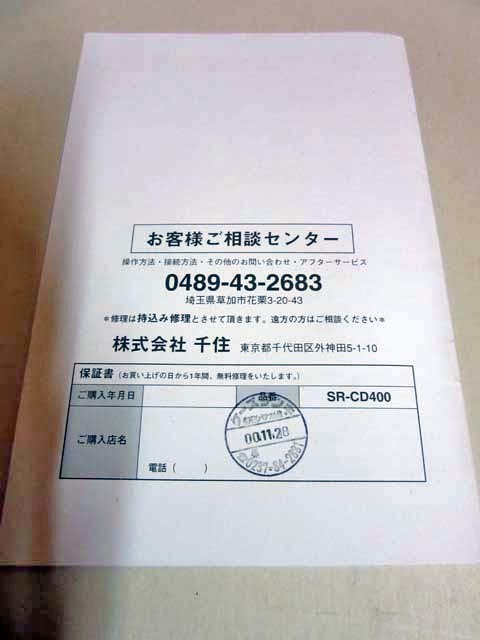 お客様ご相談センター
操作方法・接続方法・その他のお問い合わせ・アフターサービス
0489-43-2683
埼玉県草加市花栗3-20-43
＊修理は持込み修理とさせて頂きます。遠方の方はご相談ください＊
株式会社 千住 東京都千代田区外神田5-1-10
保証書（お買い上げの日から1年間、無料修理をいたします。）
ご購入年月日 品番 SR-CD400
ご購入店名
電話（ ）
00.11.28
0237-84-2681